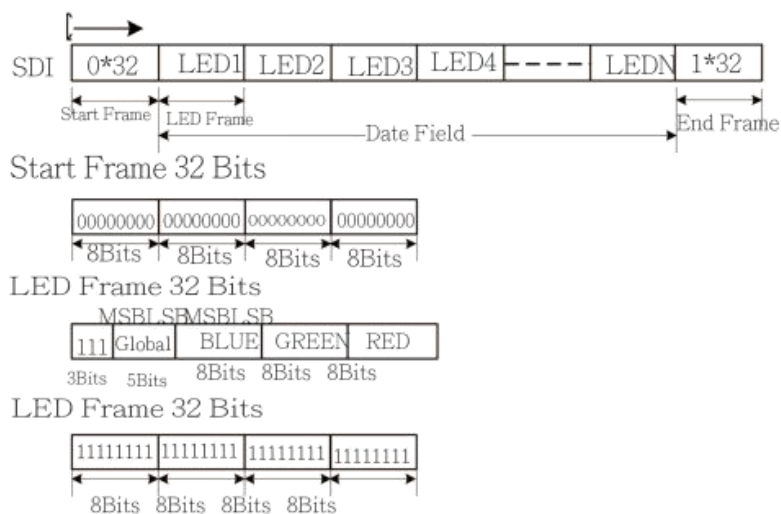 SDI 0*32 LED1 LED2 LED3 LED4 LEDN 1*32
Start Frame LED Frame Date Field End Frame
Start Frame 32 Bits
00000000 00000000 00000000 00000000
8Bits 8Bits 8Bits 8Bits
LED Frame 32 Bits
MSBLSBMSBLSB
111 Global BLUE GREEN RED
3Bits 5Bits 8Bits 8Bits 8Bits
LED Frame 32 Bits
11111111 11111111 11111111 11111111
8Bits 8Bits 8Bits 8Bits